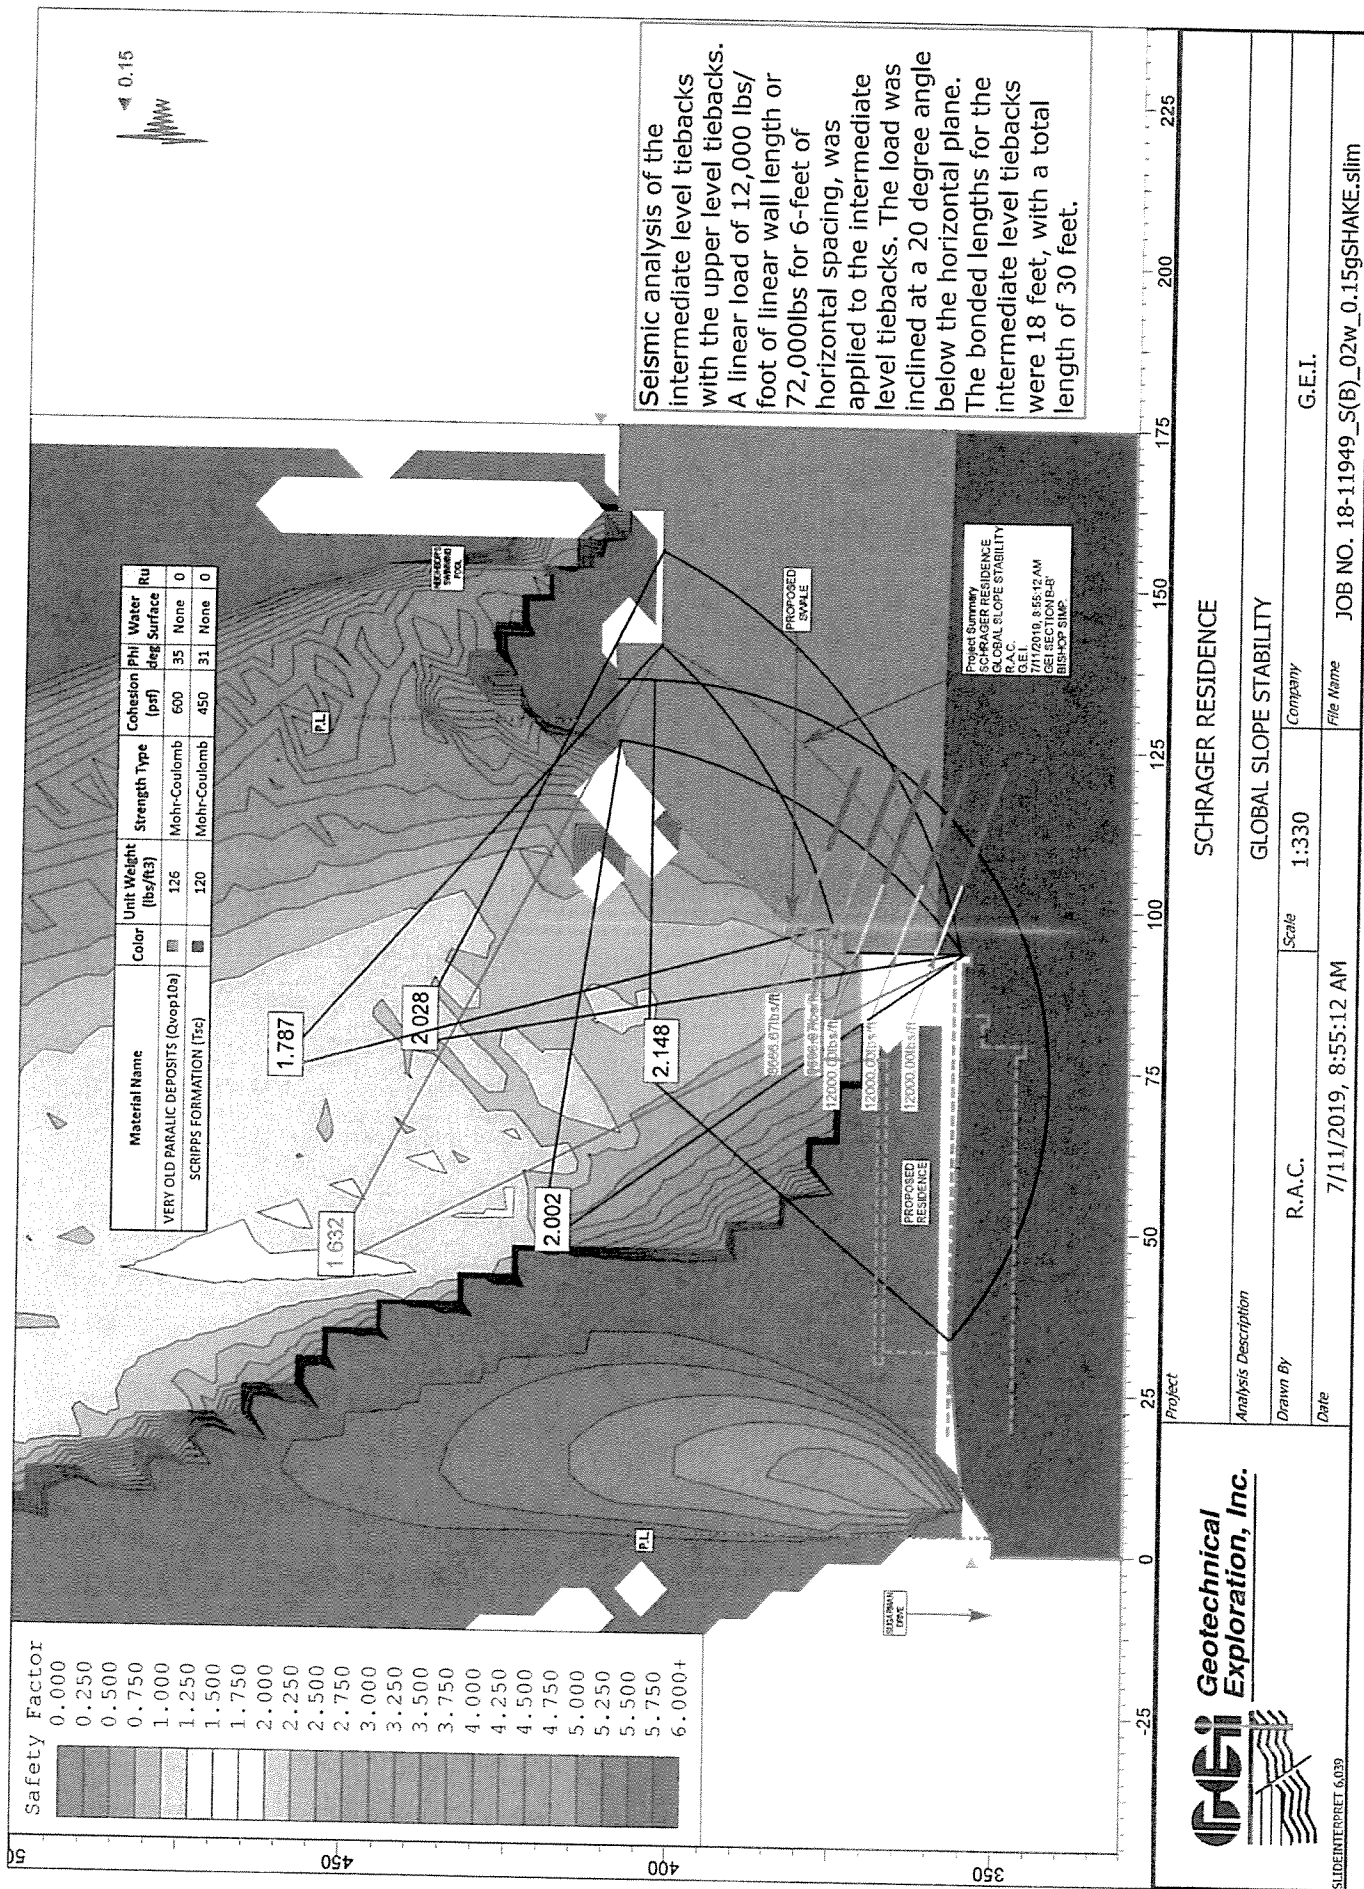 Safety Factor
0.000
0.250
0.500
0.750
1.000
1.250
1.500
1.750
2.000
2.250
2.500
2.750
3.000
3.250
3.500
3.750
4.000
4.250
4.500
4.750
5.000
5.250
5.500
5.750
6.000+
Material Name Color Unit Weight (lbs/ft3) Strength Type Cohesion (psf) Phi deg Water Surface Ru
VERY OLD PARALIC DEPOSITS (Qvop10a) 126 Mohr-Coulomb 600 35 None 0
SCRIPPS FORMATION (Tsc) 120 Mohr-Coulomb 450 31 None 0
0.15
Seismic analysis of the
intermediate level tiebacks
with the upper level tiebacks.
A linear load of 12,000 lbs/
foot of linear wall length or
72,000lbs for 6-feet of
horizontal spacing, was
applied to the intermediate
level tiebacks. The load was
inclined at a 20 degree angle
below the horizontal plane.
The bonded lengths for the
intermediate level tiebacks
were 18 feet, with a total
length of 30 feet.
1.787
2.028
1.632
2.002
2.148
P.L.
P.L.
NEIGHBOR'S
SWIMMING
POOL
PROPOSED
SWALE
12000.00lbs/ft
12000.00lbs/ft
12000.00lbs/ft
PROPOSED
RESIDENCE
SUGARMAN
DRIVE
Project Summary
SCHRAGER RESIDENCE
GLOBAL SLOPE STABILITY
R.A.C.
G.E.I.
7/11/2019, 8:55:12 AM
GEI SECTION B-B'
BISHOP SIMP.
450
400
350
-25
0
25
50
75
100
125
150
175
200
225
Geotechnical
Exploration, Inc.
SLIDEINTERPRET 6.039
Project
SCHRAGER RESIDENCE
Analysis Description
GLOBAL SLOPE STABILITY
Drawn By
R.A.C.
Scale
1:330
Company
G.E.I.
Date
7/11/2019, 8:55:12 AM
File Name
JOB NO. 18-11949_S(B)_02w_0.15gSHAKE.slim